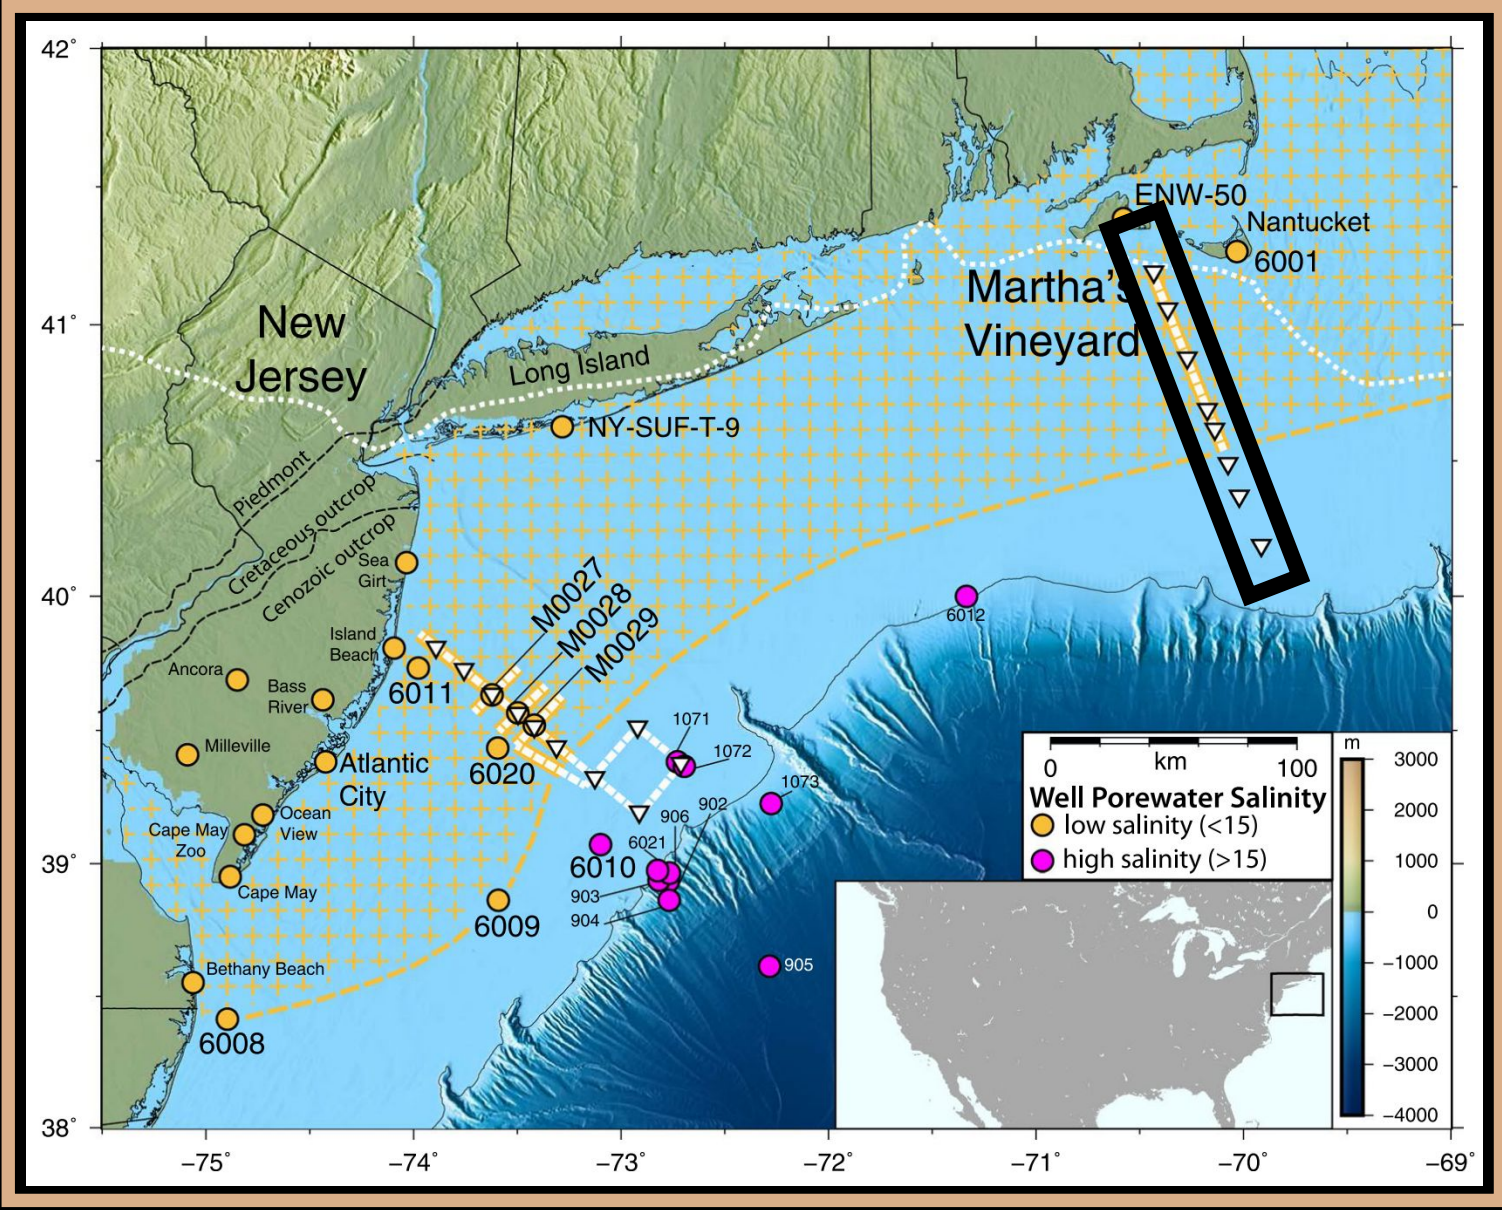 42˚
41˚
40˚
39˚
38˚
ENW-50
Nantucket
6001
Martha's
Vineyard
New
Jersey
Long Island
NY-SUF-T-9
Piedmont
Cretaceous outcrop
Cenozoic outcrop
Sea
Girt
M0027
M0028
M0029
6012
Island
Beach
Ancora
6011
Bass
River
1071
1072
Milleville
Atlantic
City
6020
1073
902
906
Ocean
View
Cape May
Zoo
6021
6010
Cape May
903
904
6009
905
Bethany Beach
6008
0
km
100
Well Porewater Salinity
low salinity (<15)
high salinity (>15)
m
3000
2000
1000
0
−1000
−2000
−3000
−4000
−75˚
−74˚
−73˚
−72˚
−71˚
−70˚
−69˚